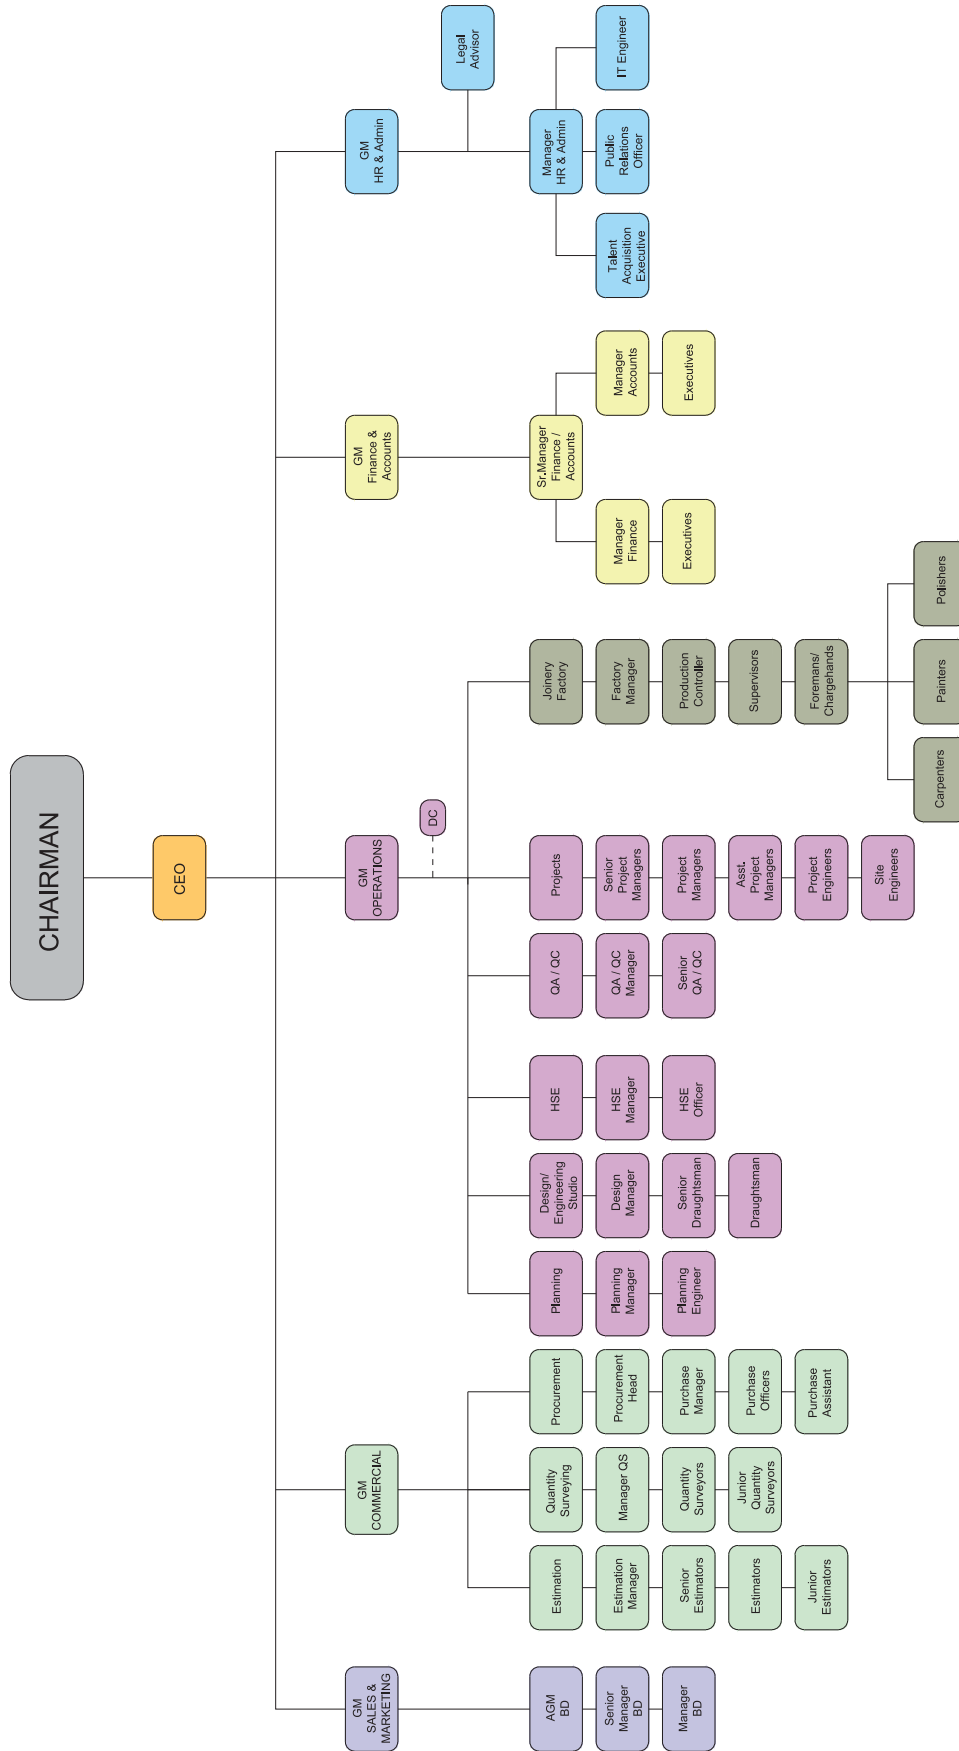 CHAIRMAN
CEO
GM
SALES &
MARKETING
GM
COMMERCIAL
GM
OPERATIONS
GM
Finance &
Accounts
GM
HR & Admin
DC
Legal
Advisor
AGM
BD
Senior
Manager
BD
Manager
BD
Estimation
Estimation
Manager
Senior
Estimators
Estimators
Junior
Estimators
Quantity
Surveying
Manager QS
Quantity
Surveyors
Junior
Quantity
Surveyors
Procurement
Procurement
Head
Purchase
Manager
Purchase
Officers
Purchase
Assistant
Planning
Planning
Manager
Planning
Engineer
Design/
Engineering
Studio
Design
Manager
Senior
Draughtsman
Draughtsman
HSE
HSE
Manager
HSE
Officer
QA / QC
QA / QC
Manager
Senior
QA / QC
Projects
Senior
Project
Managers
Project
Managers
Asst.
Project
Managers
Project
Engineers
Site
Engineers
Joinery
Factory
Factory
Manager
Production
Controller
Supervisors
Foremans/
Chargehands
Carpenters
Painters
Polishers
Sr.Manager
Finance /
Accounts
Manager
Finance
Executives
Manager
Accounts
Executives
Manager
HR & Admin
Talent
Acquisition
Executive
Public
Relations
Officer
IT Engineer